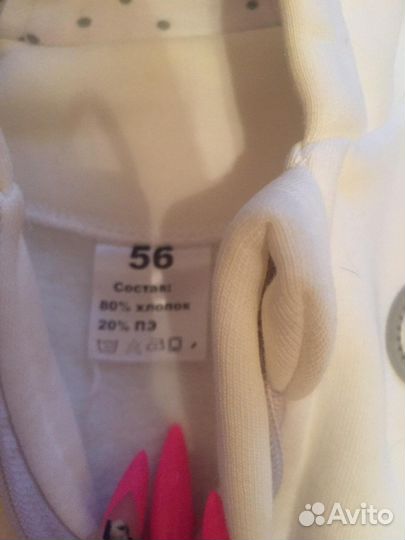 56
Состав:
80% хлопок
20% ПЭ
Avito